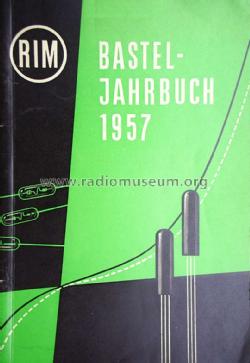 RIM
BASTEL-
JAHRBUCH
1957
www.radiomuseum.org